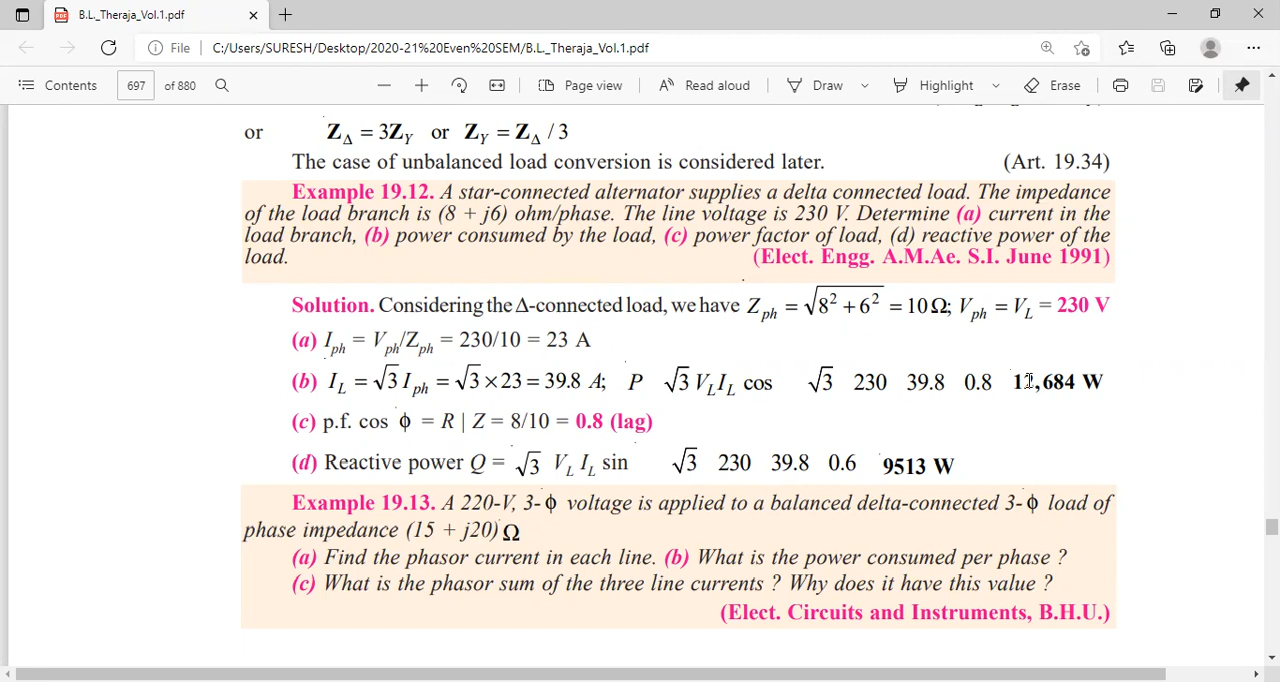 B.L._Theraja_Vol.1.pdf
File | C:/Users/SURESH/Desktop/2020-21%20Even%20SEM/B.L._Theraja_Vol.1.pdf
Contents 697 of 880 Page view Read aloud Draw Highlight Erase
or Z_Δ = 3Z_Y or Z_Y = Z_Δ / 3
The case of unbalanced load conversion is considered later. (Art. 19.34)
Example 19.12. A star-connected alternator supplies a delta connected load. The impedance
of the load branch is (8 + j6) ohm/phase. The line voltage is 230 V. Determine (a) current in the
load branch, (b) power consumed by the load, (c) power factor of load, (d) reactive power of the
load. (Elect. Engg. A.M.Ae. S.I. June 1991)
Solution. Considering the Δ-connected load, we have Z_ph = √(8² + 6²) = 10 Ω; V_ph = V_L = 230 V
(a) I_ph = V_ph/Z_ph = 230/10 = 23 A
(b) I_L = √3 I_ph = √3 × 23 = 39.8 A; P √3 V_L I_L cos √3 230 39.8 0.8 12,684 W
(c) p.f. cos ϕ = R | Z = 8/10 = 0.8 (lag)
(d) Reactive power Q = √3 V_L I_L sin √3 230 39.8 0.6 9513 W
Example 19.13. A 220-V, 3-ϕ voltage is applied to a balanced delta-connected 3-ϕ load of
phase impedance (15 + j20) Ω
(a) Find the phasor current in each line. (b) What is the power consumed per phase ?
(c) What is the phasor sum of the three line currents ? Why does it have this value ?
(Elect. Circuits and Instruments, B.H.U.)